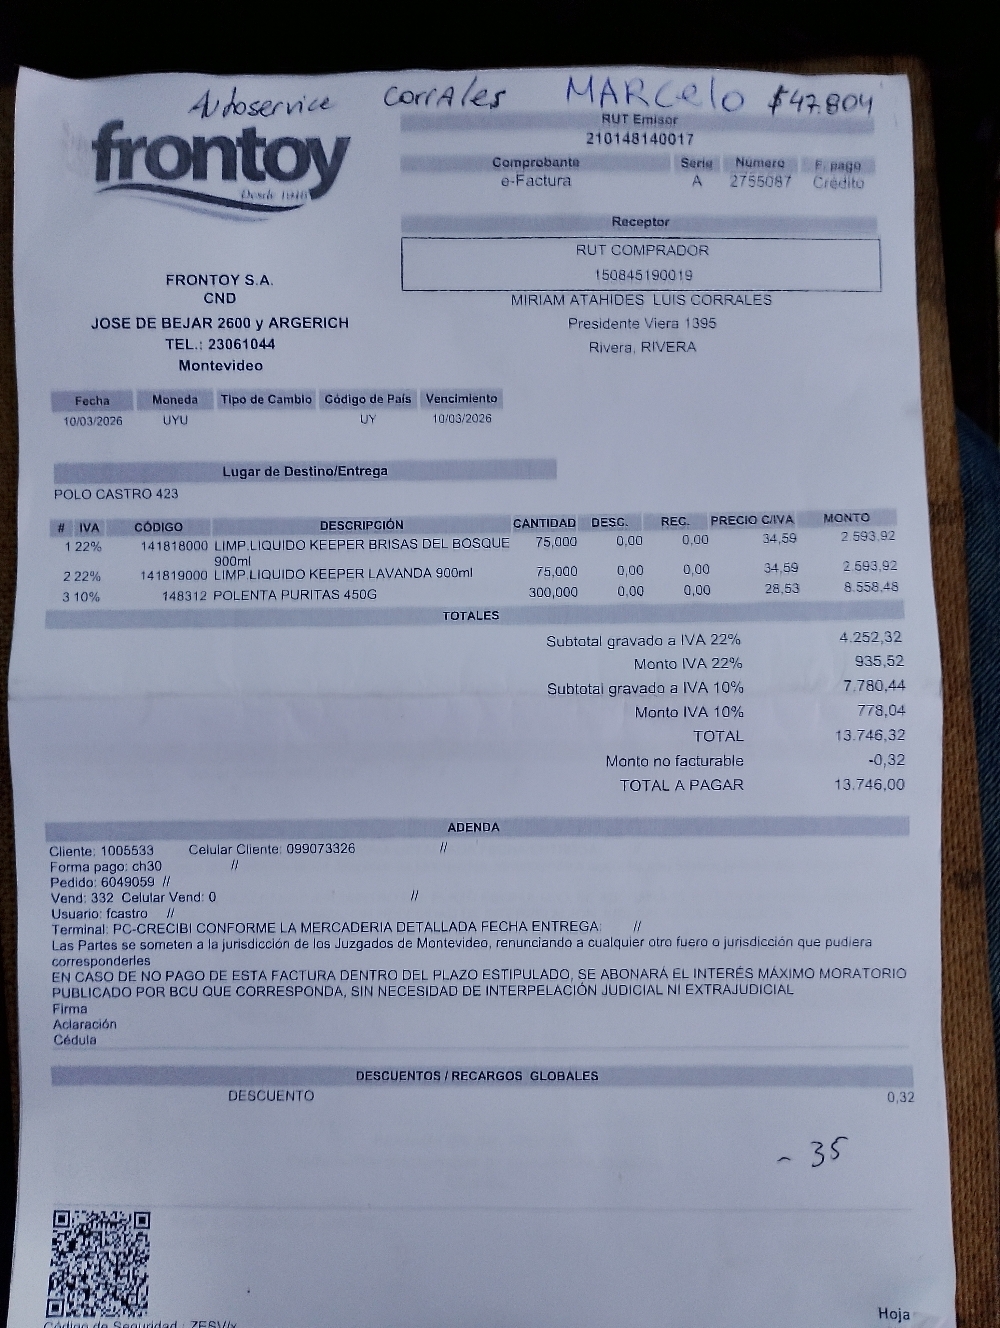 Autoservice Corrales MARCelo $47.804
frontoy
Desde 1916
RUT Emisor
210148140017
Comprobante Serie Número F. pago
e-Factura A 2755087 Crédito
Receptor
RUT COMPRADOR
150845190019
MIRIAM ATAHIDES LUIS CORRALES
Presidente Viera 1395
Rivera, RIVERA
FRONTOY S.A.
CND
JOSE DE BEJAR 2600 y ARGERICH
TEL.: 23061044
Montevideo
Fecha Moneda Tipo de Cambio Código de País Vencimiento
10/03/2026 UYU UY 10/03/2026
Lugar de Destino/Entrega
POLO CASTRO 423
# IVA CÓDIGO DESCRIPCIÓN CANTIDAD DESC. REC. PRECIO C/IVA MONTO
1 22% 141818000 LIMP.LIQUIDO KEEPER BRISAS DEL BOSQUE 75,000 0,00 0,00 34,59 2.593,92
900ml
2 22% 141819000 LIMP.LIQUIDO KEEPER LAVANDA 900ml 75,000 0,00 0,00 34,59 2.593,92
3 10% 148312 POLENTA PURITAS 450G 300,000 0,00 0,00 28,53 8.558,48
TOTALES
Subtotal gravado a IVA 22% 4.252,32
Monto IVA 22% 935,52
Subtotal gravado a IVA 10% 7.780,44
Monto IVA 10% 778,04
TOTAL 13.746,32
Monto no facturable -0,32
TOTAL A PAGAR 13.746,00
ADENDA
Cliente: 1005533 Celular Cliente: 099073326 //
Forma pago: ch30 //
Pedido: 6049059 //
Vend: 332 Celular Vend: 0 //
Usuario: fcastro //
Terminal: PC-CRECIBI CONFORME LA MERCADERIA DETALLADA FECHA ENTREGA: //
Las Partes se someten a la jurisdicción de los Juzgados de Montevideo, renunciando a cualquier otro fuero o jurisdicción que pudiera
corresponderles
EN CASO DE NO PAGO DE ESTA FACTURA DENTRO DEL PLAZO ESTIPULADO, SE ABONARÁ EL INTERÉS MÁXIMO MORATORIO
PUBLICADO POR BCU QUE CORRESPONDA, SIN NECESIDAD DE INTERPELACIÓN JUDICIAL NI EXTRAJUDICIAL
Firma
Aclaración
Cédula
DESCUENTOS / RECARGOS GLOBALES
DESCUENTO 0,32
- 35
Hoja
Código de Seguridad :